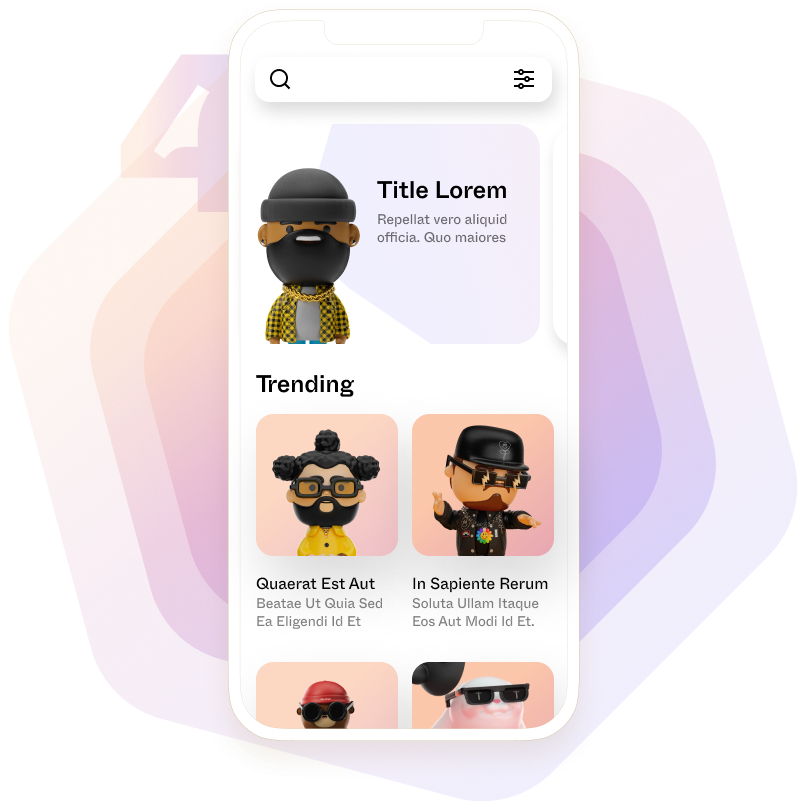 Title Lorem
Repellat vero aliquid
officia. Quo maiores
Trending
Quaerat Est Aut
Beatae Ut Quia Sed
Ea Eligendi Id Et
In Sapiente Rerum
Soluta Ullam Itaque
Eos Aut Modi Id Et.